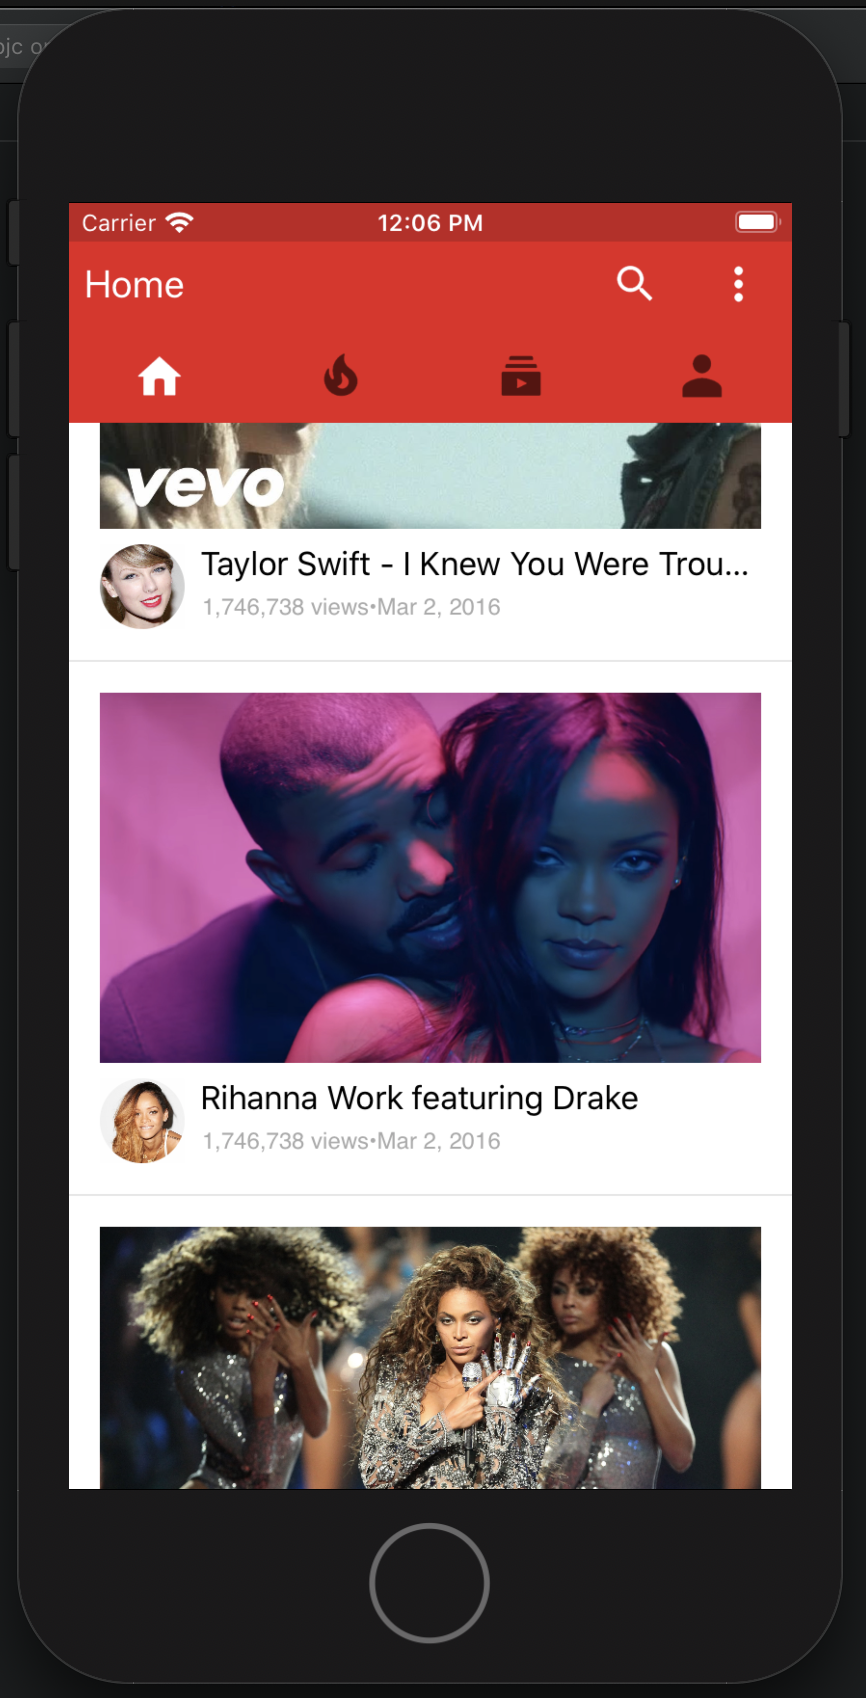 ojc o
Carrier
12:06 PM
Home
vevo
Taylor Swift - I Knew You Were Trou...
1,746,738 views•Mar 2, 2016
Rihanna Work featuring Drake
1,746,738 views•Mar 2, 2016